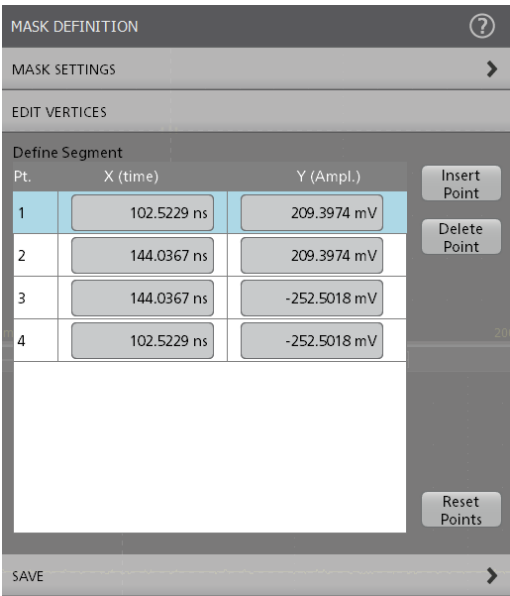 MASK DEFINITION ?
MASK SETTINGS
EDIT VERTICES
Define Segment
Pt. X (time) Y (Ampl.)
1 102.5229 ns 209.3974 mV
2 144.0367 ns 209.3974 mV
3 144.0367 ns -252.5018 mV
4 102.5229 ns -252.5018 mV
Insert
Point
Delete
Point
Reset
Points
SAVE